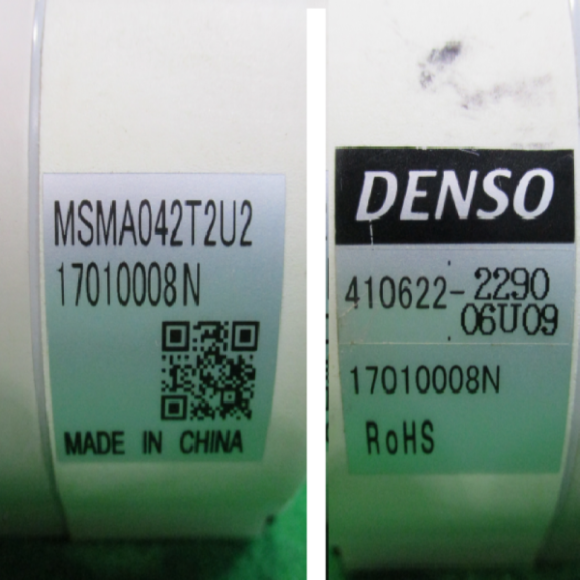 MSMA042T2U2
17010008N
MADE IN CHINA
DENSO
410622-2290
06U09
17010008N
RoHS